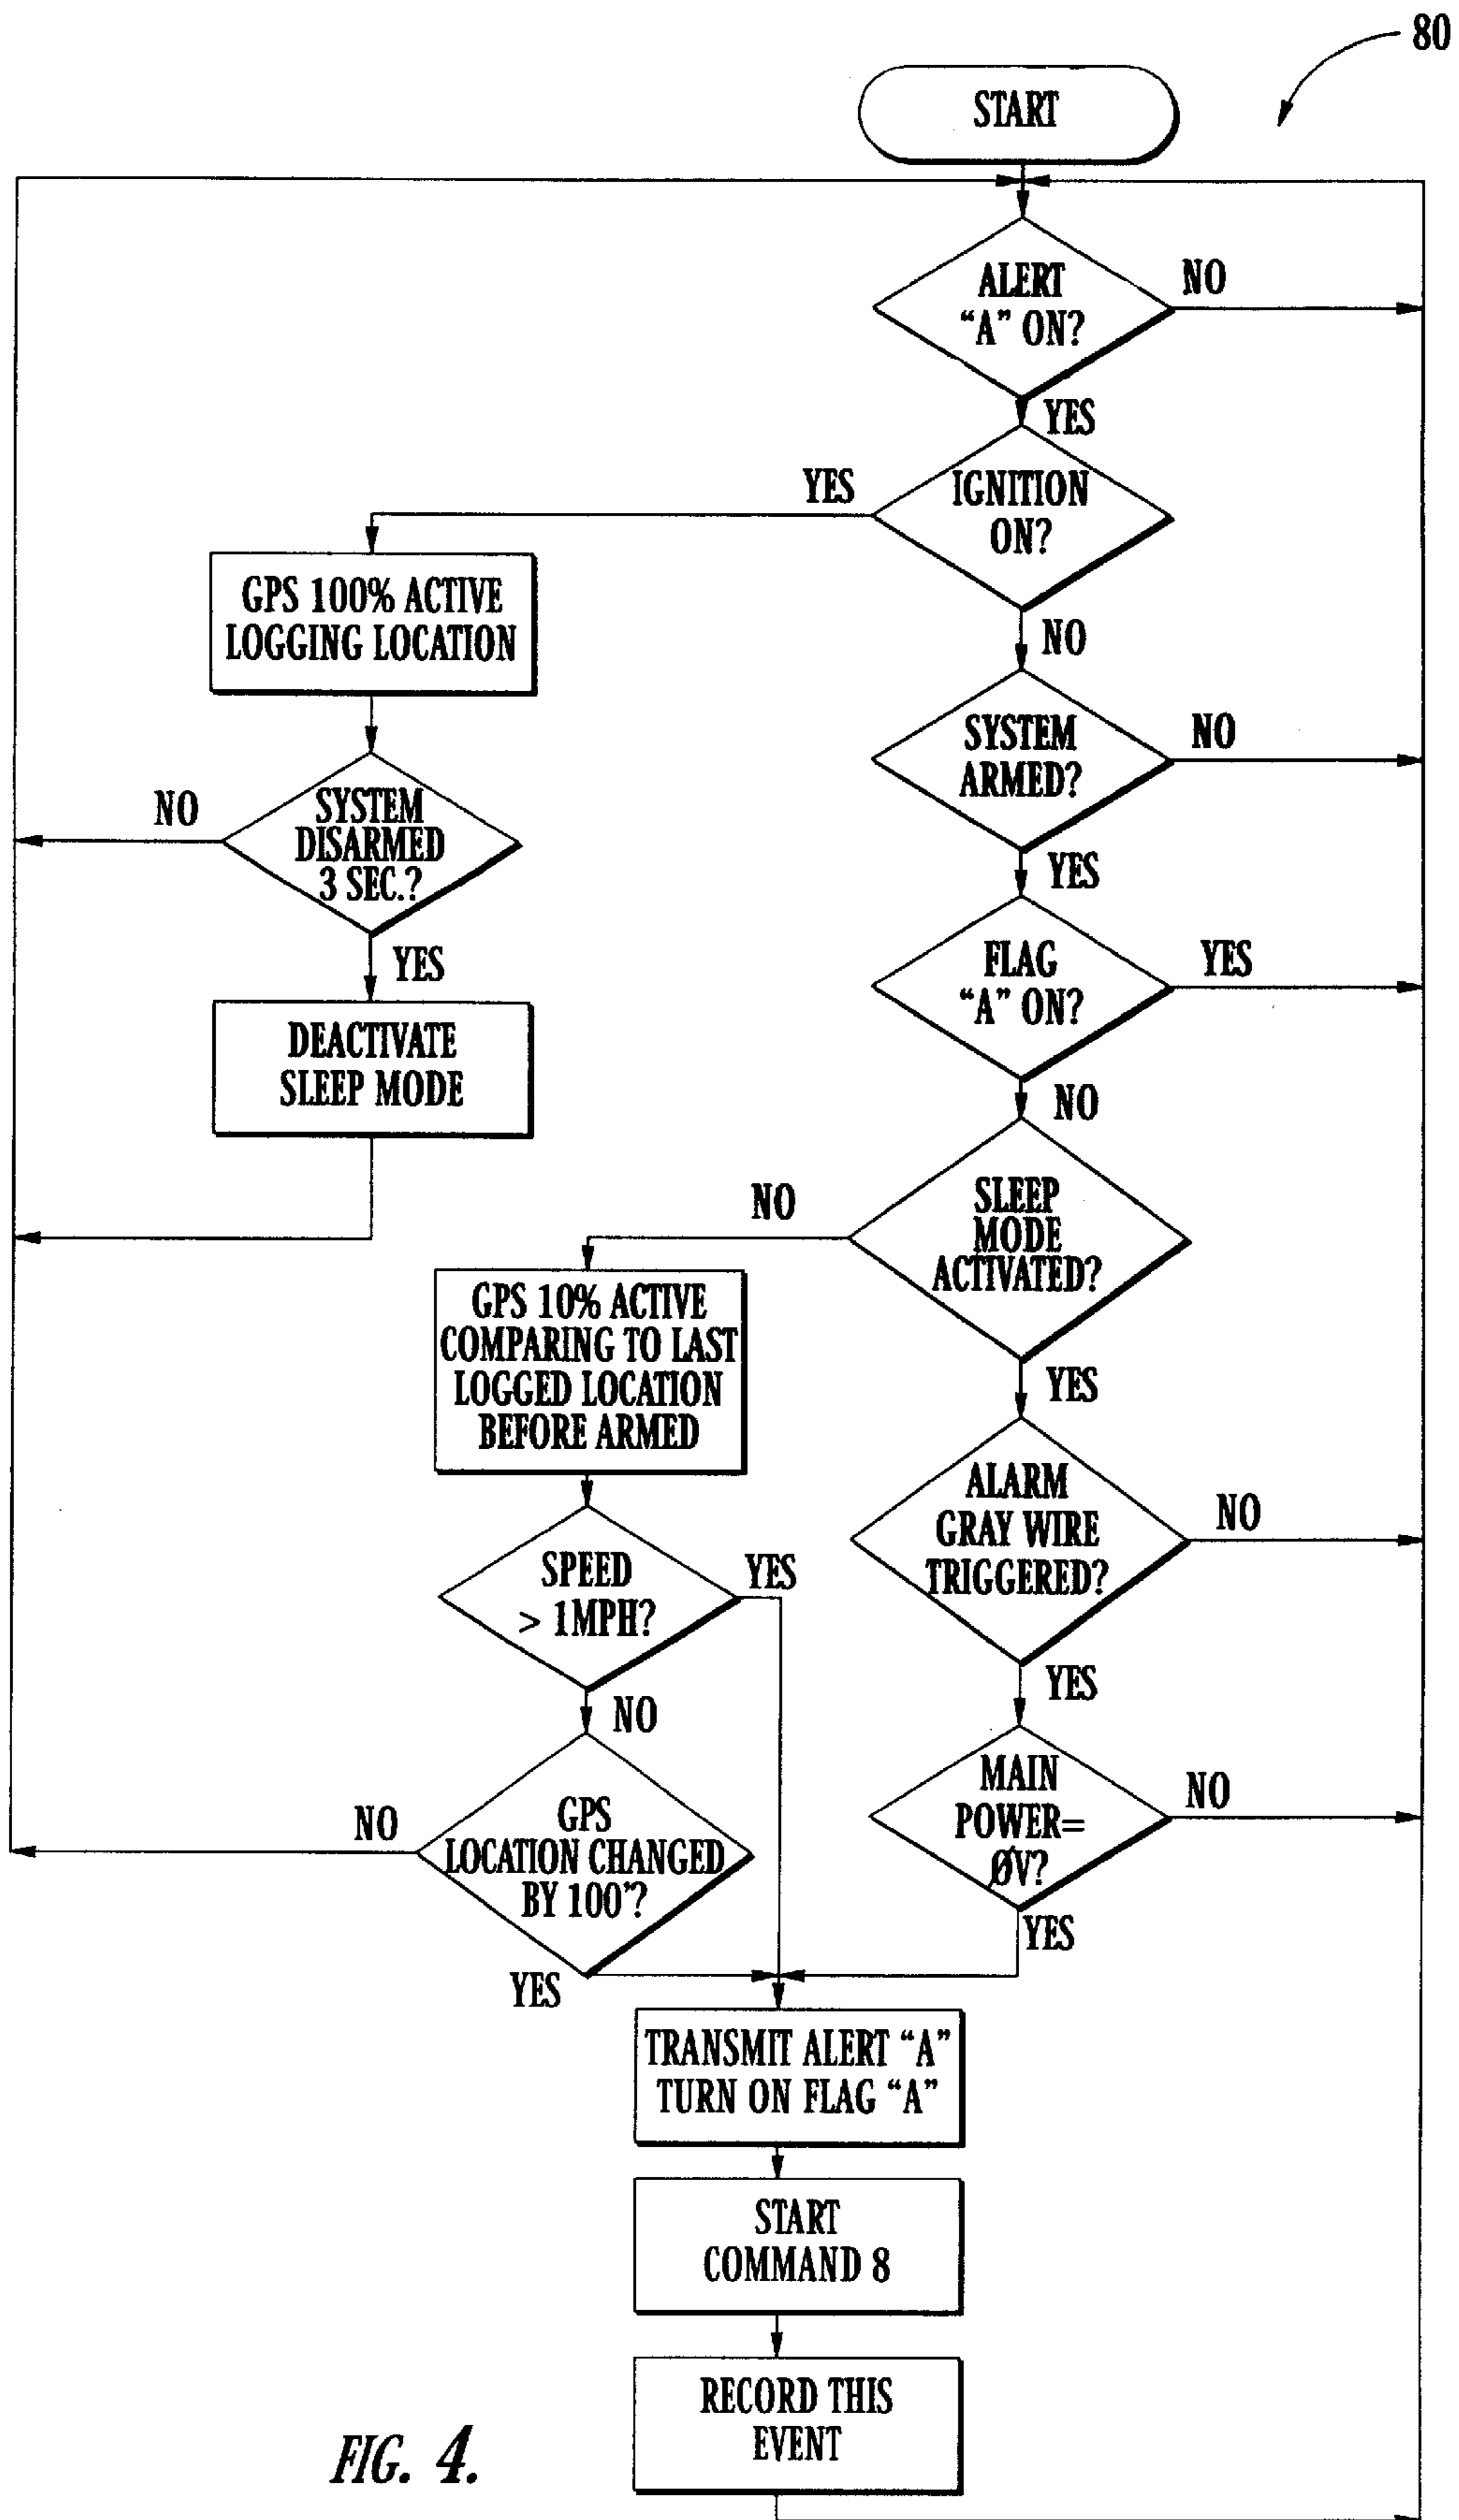 80
START
ALERT
“A” ON?
NO
YES
IGNITION
ON?
YES
NO
GPS 100% ACTIVE
LOGGING LOCATION
SYSTEM
DISARMED
3 SEC.?
NO
YES
DEACTIVATE
SLEEP MODE
SYSTEM
ARMED?
NO
YES
FLAG
“A” ON?
YES
NO
SLEEP
MODE
ACTIVATED?
NO
YES
GPS 10% ACTIVE
COMPARING TO LAST
LOGGED LOCATION
BEFORE ARMED
SPEED
> 1MPH?
YES
NO
GPS
LOCATION CHANGED
BY 100'?
NO
YES
ALARM
GRAY WIRE
TRIGGERED?
NO
YES
MAIN
POWER=
ØV?
NO
YES
TRANSMIT ALERT “A”
TURN ON FLAG “A”
START
COMMAND 8
RECORD THIS
EVENT
FIG. 4.